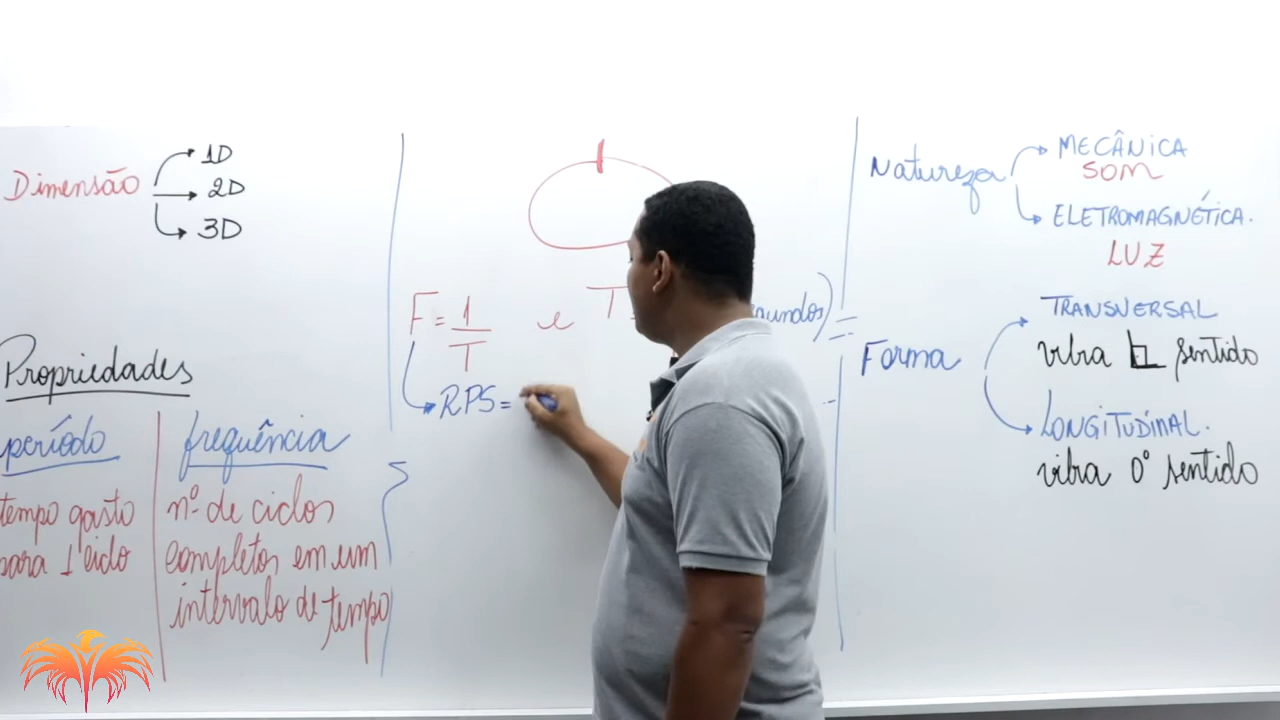 Dimensão
1D
2D
3D
Propriedades
período
tempo gasto
para 1 ciclo
frequência
nº de ciclos
completos em um
intervalo de tempo
F = 1
T
e
T
RPS =
Natureza
MECÂNICA
SOM
ELETROMAGNÉTICA.
LUZ
Forma
TRANSVERSAL
vibra ⊾ sentido
LONGITUDINAL.
vibra 0° sentido